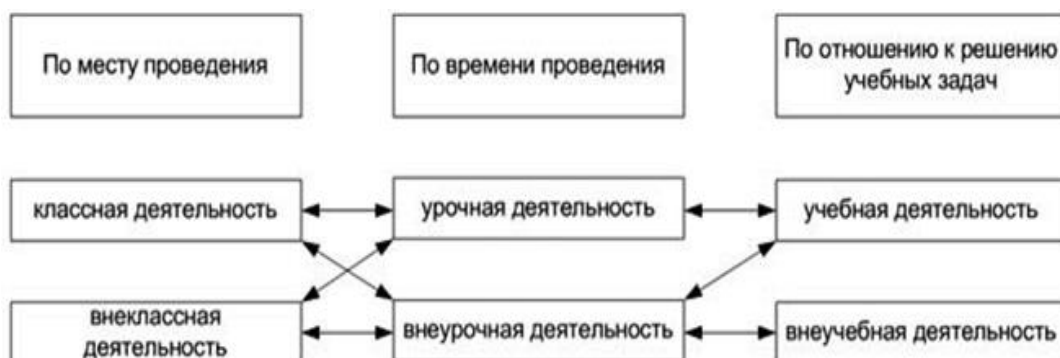 По месту проведения
По времени проведения
По отношению к решению
учебных задач
классная деятельность
урочная деятельность
учебная деятельность
внеклассная
деятельность
внеурочная деятельность
внеучебная деятельность